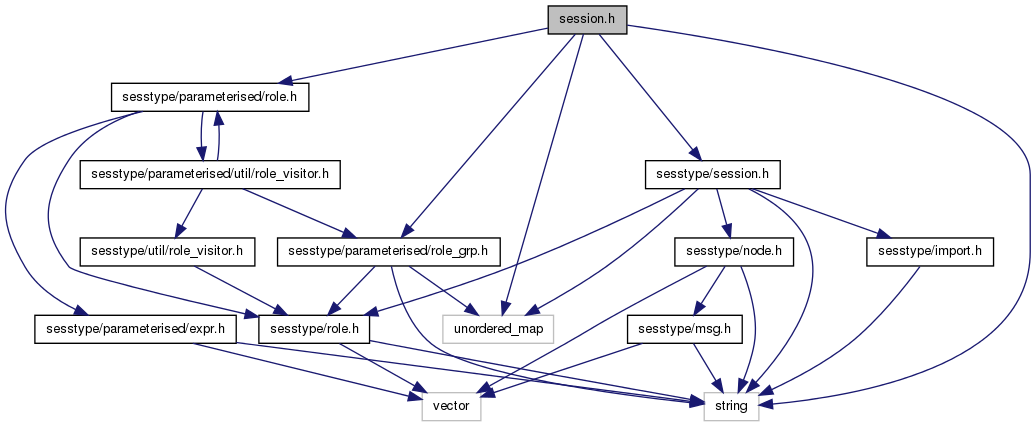 session.h
sesstype/parameterised/role.h
sesstype/parameterised/util/role_visitor.h
sesstype/session.h
sesstype/util/role_visitor.h
sesstype/parameterised/role_grp.h
sesstype/node.h
sesstype/import.h
sesstype/parameterised/expr.h
sesstype/role.h
unordered_map
sesstype/msg.h
vector
string